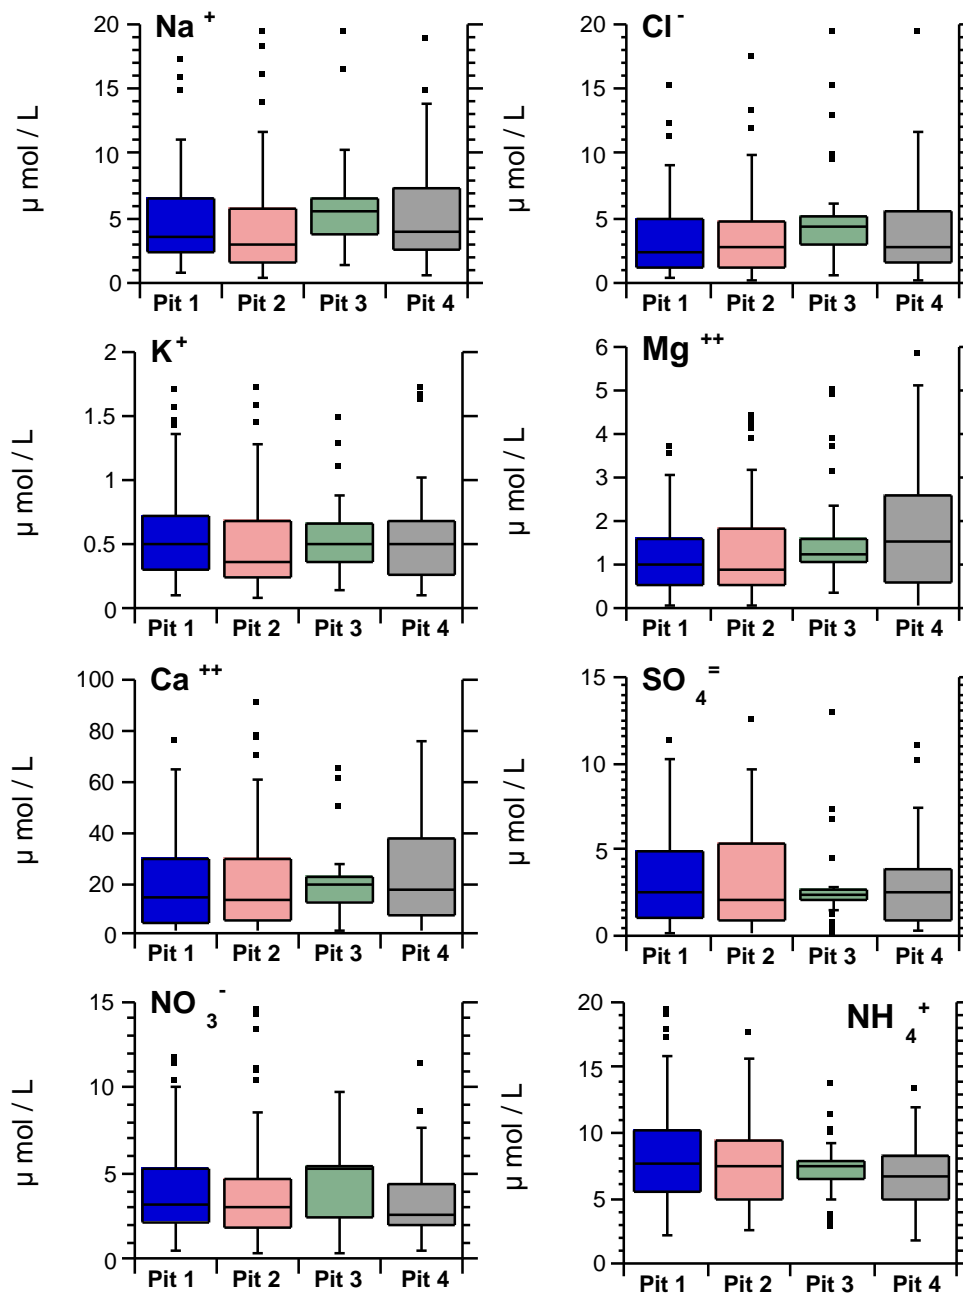 Na +
µ mol / L
20
15
10
5
0
Pit 1 Pit 2 Pit 3 Pit 4
Cl -
µ mol / L
20
15
10
5
0
Pit 1 Pit 2 Pit 3 Pit 4
K +
µ mol / L
2
1.5
1
0.5
0
Pit 1 Pit 2 Pit 3 Pit 4
Mg ++
µ mol / L
6
5
4
3
2
1
0
Pit 1 Pit 2 Pit 3 Pit 4
Ca ++
µ mol / L
100
80
60
40
20
0
Pit 1 Pit 2 Pit 3 Pit 4
SO 4 =
µ mol / L
15
10
5
0
Pit 1 Pit 2 Pit 3 Pit 4
NO 3 -
µ mol / L
15
10
5
0
Pit 1 Pit 2 Pit 3 Pit 4
NH 4 +
µ mol / L
20
15
10
5
0
Pit 1 Pit 2 Pit 3 Pit 4